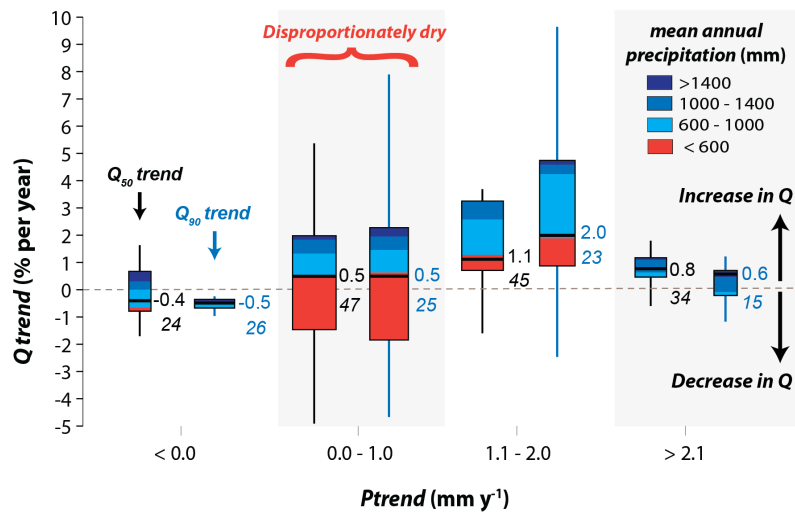 Disproportionately dry
mean annual
precipitation (mm)
>1400
1000 - 1400
600 - 1000
< 600
Q trend (% per year)
10
9
8
7
6
5
4
3
2
1
0
-1
-2
-3
-4
-5
Q50 trend
Q90 trend
-0.4
24
-0.5
26
0.5
47
0.5
25
1.1
45
2.0
23
0.8
34
0.6
15
Increase in Q
Decrease in Q
< 0.0
0.0 - 1.0
1.1 - 2.0
> 2.1
Ptrend (mm y-1)